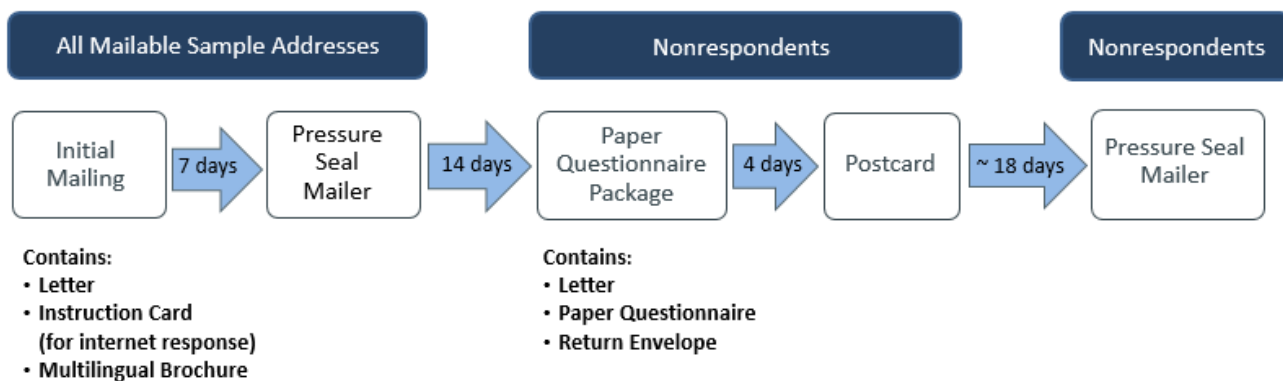 All Mailable Sample Addresses
Nonrespondents
Nonrespondents
Initial
Mailing
7 days
Pressure
Seal
Mailer
14 days
Paper
Questionnaire
Package
4 days
Postcard
~ 18 days
Pressure Seal
Mailer
Contains:
• Letter
• Instruction Card
(for internet response)
• Multilingual Brochure
Contains:
• Letter
• Paper Questionnaire
• Return Envelope